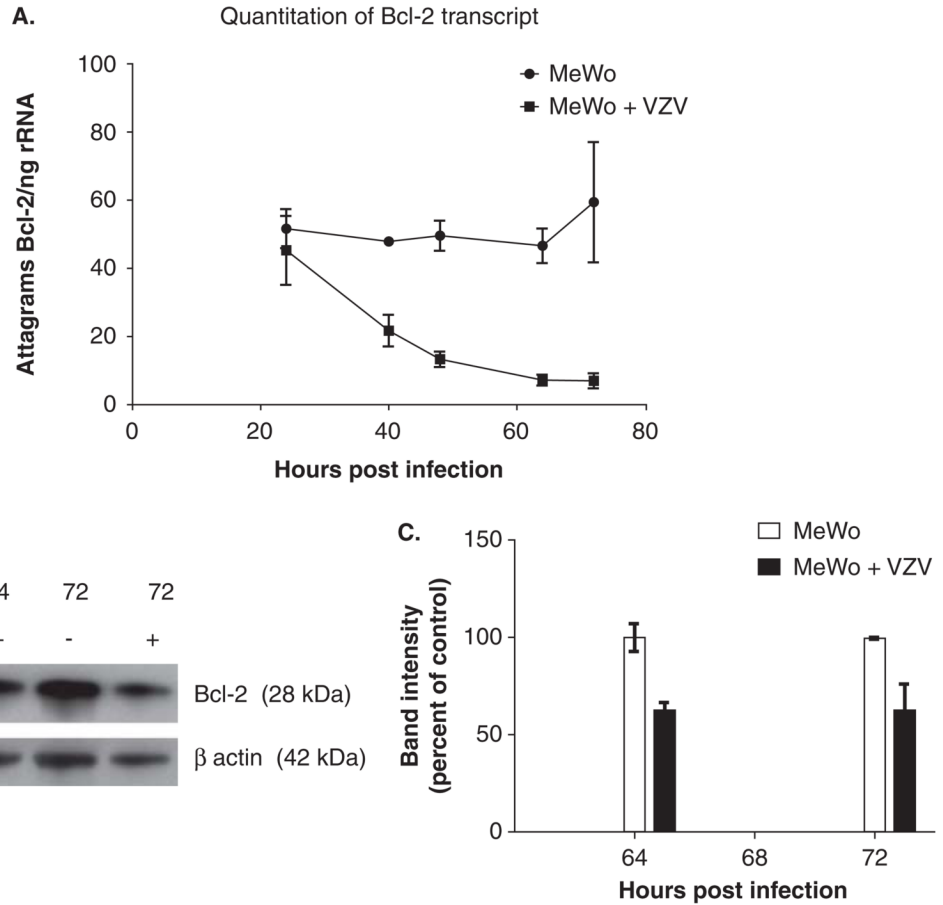 A.
Quantitation of Bcl-2 transcript
100
80
60
40
20
0
Attagrams Bcl-2/ng rRNA
MeWo
MeWo + VZV
0 20 40 60 80
Hours post infection
4 72 72
- - +
Bcl-2 (28 kDa)
β actin (42 kDa)
C.
150
100
50
0
Band intensity
(percent of control)
MeWo
MeWo + VZV
64 68 72
Hours post infection